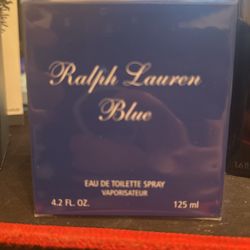 Ralph Lauren
Blue
EAU DE TOILETTE SPRAY
VAPORISATEUR
4.2 FL. OZ.
125 ml